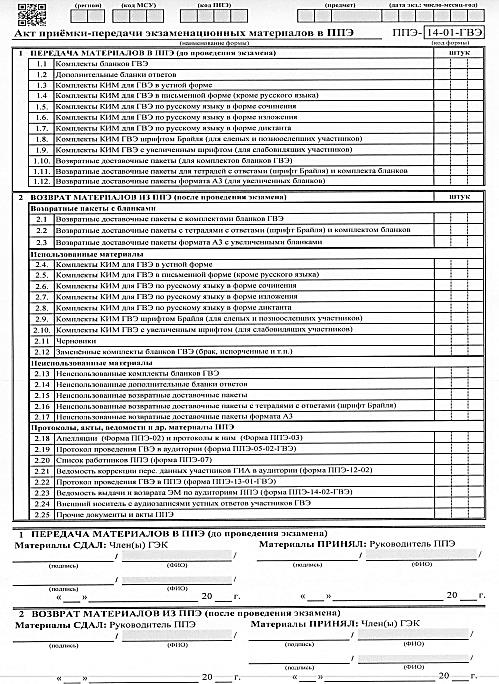 (регион) (код МСУ) (код ППЭ) (предмет) (дата экз.: число-месяц-год)
Акт приёмки-передачи экзаменационных материалов в ППЭ ППЭ- 14-01-ГВЭ
(наименование формы) (код формы)
1 ПЕРЕДАЧА МАТЕРИАЛОВ В ППЭ (до проведения экзамена) штук
1.1 Комплекты бланков ГВЭ
1.2 Дополнительные бланки ответов
1.3 Комплекты КИМ для ГВЭ в устной форме
1.4 Комплекты КИМ для ГВЭ в письменной форме (кроме русского языка)
1.5. Комплекты КИМ для ГВЭ по русскому языку в форме сочинения
1.6. Комплекты КИМ для ГВЭ по русскому языку в форме изложения
1.7. Комплекты КИМ для ГВЭ по русскому языку в форме диктанта
1.8. Комплекты КИМ для ГВЭ шрифтом Брайля (для слепых и поздноослепших участников)
1.9. Комплекты КИМ ГВЭ с увеличенным шрифтом (для слабовидящих участников)
1.10. Возвратные доставочные пакеты (для комплектов бланков ГВЭ)
1.11. Возвратные доставочные пакеты для тетрадей с ответами (шрифт Брайля) и комплекта бланков
1.12. Возвратные доставочные пакеты формата А3 (для увеличенных бланков)
2 ВОЗВРАТ МАТЕРИАЛОВ ИЗ ППЭ (после проведения экзамена) штук
Возвратные пакеты с бланками
2.1 Возвратные доставочные пакеты с комплектами бланков ГВЭ
2.2 Возвратные доставочные пакеты с тетрадями с ответами (шрифт Брайля) и комплектом бланков
2.3 Возвратные доставочные пакеты формата А3 с увеличенными бланками
Использованные материалы
2.4. Комплекты КИМ для ГВЭ в устной форме
2.5. Комплекты КИМ для ГВЭ в письменной форме (кроме русского языка)
2.6. Комплекты КИМ для ГВЭ по русскому языку в форме сочинения
2.7. Комплекты КИМ для ГВЭ по русскому языку в форме изложения
2.8. Комплекты КИМ для ГВЭ по русскому языку в форме диктанта
2.9. Комплекты КИМ ГВЭ шрифтом Брайля (для слепых и поздноослепших участников)
2.10. Комплекты КИМ ГВЭ с увеличенным шрифтом (для слабовидящих участников)
2.11 Черновики
2.12 Заменённые комплекты бланков ГВЭ (брак, испорченные и т.п.)
Неиспользованные материалы
2.13 Неиспользованные комплекты бланков ГВЭ
2.14 Неиспользованные дополнительные бланки ответов
2.15 Неиспользованные возвратные доставочные пакеты
2.16 Неиспользованные возвратные доставочные пакеты с тетрадями с ответами (шрифт Брайля)
2.17 Неиспользованные возвратные доставочные пакеты формата А3
Протоколы, акты, ведомости и др. материалы ППЭ
2.18 Апелляции (Форма ППЭ-02) и протоколы к ним (Форма ППЭ-03)
2.19 Протокол проведения ГВЭ в аудитории (форма ППЭ-05-02-ГВЭ)
2.20 Список работников ППЭ (форма ППЭ-07)
2.21 Ведомость коррекции перс. данных участников ГИА в аудитории (форма ППЭ-12-02)
2.22 Протокол проведения ГВЭ в ППЭ (форма ППЭ-13-01-ГВЭ)
2.23 Ведомость выдачи и возврата ЭМ по аудиториям ППЭ (форма ППЭ-14-02-ГВЭ)
2.24 Внешний носитель с аудиозаписями устных ответов участников ГВЭ
2.25 Прочие документы и акты ППЭ
1 ПЕРЕДАЧА МАТЕРИАЛОВ В ППЭ (до проведения экзамена)
Материалы СДАЛ: Член(ы) ГЭК Материалы ПРИНЯЛ: Руководитель ППЭ
/ / / /
(подпись) (ФИО) (подпись) (ФИО)
/ /
(подпись) (ФИО)
« » 20 г. « » 20 г.
2 ВОЗВРАТ МАТЕРИАЛОВ ИЗ ППЭ (после проведения экзамена)
Материалы СДАЛ: Руководитель ППЭ Материалы ПРИНЯЛ: Член(ы) ГЭК
/ / / /
(подпись) (ФИО) (подпись) (ФИО)
/ /
(подпись) (ФИО)
« » 20 г. « » 20 г.